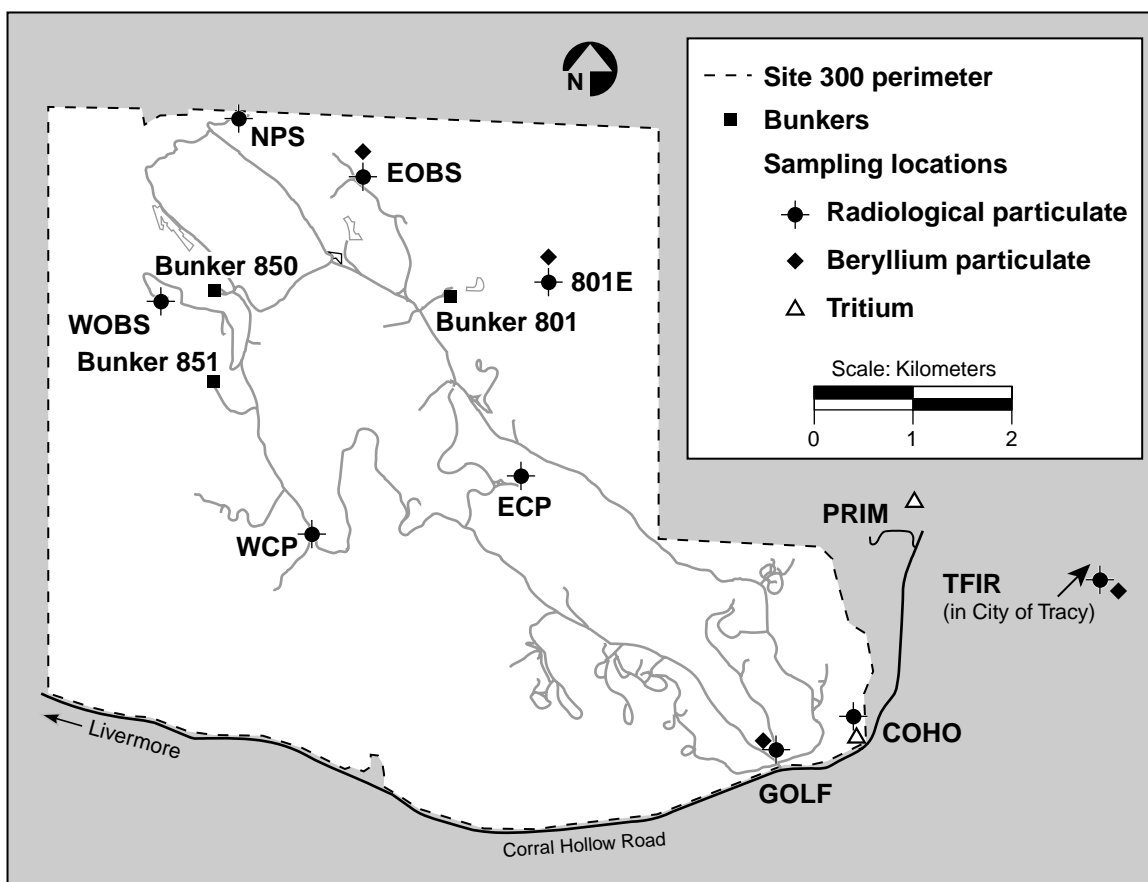 N
Site 300 perimeter
Bunkers
Sampling locations
Radiological particulate
Beryllium particulate
Tritium
Scale: Kilometers
0 1 2
NPS
EOBS
Bunker 850
801E
WOBS
Bunker 801
Bunker 851
ECP
WCP
PRIM
TFIR
(in City of Tracy)
Livermore
COHO
GOLF
Corral Hollow Road